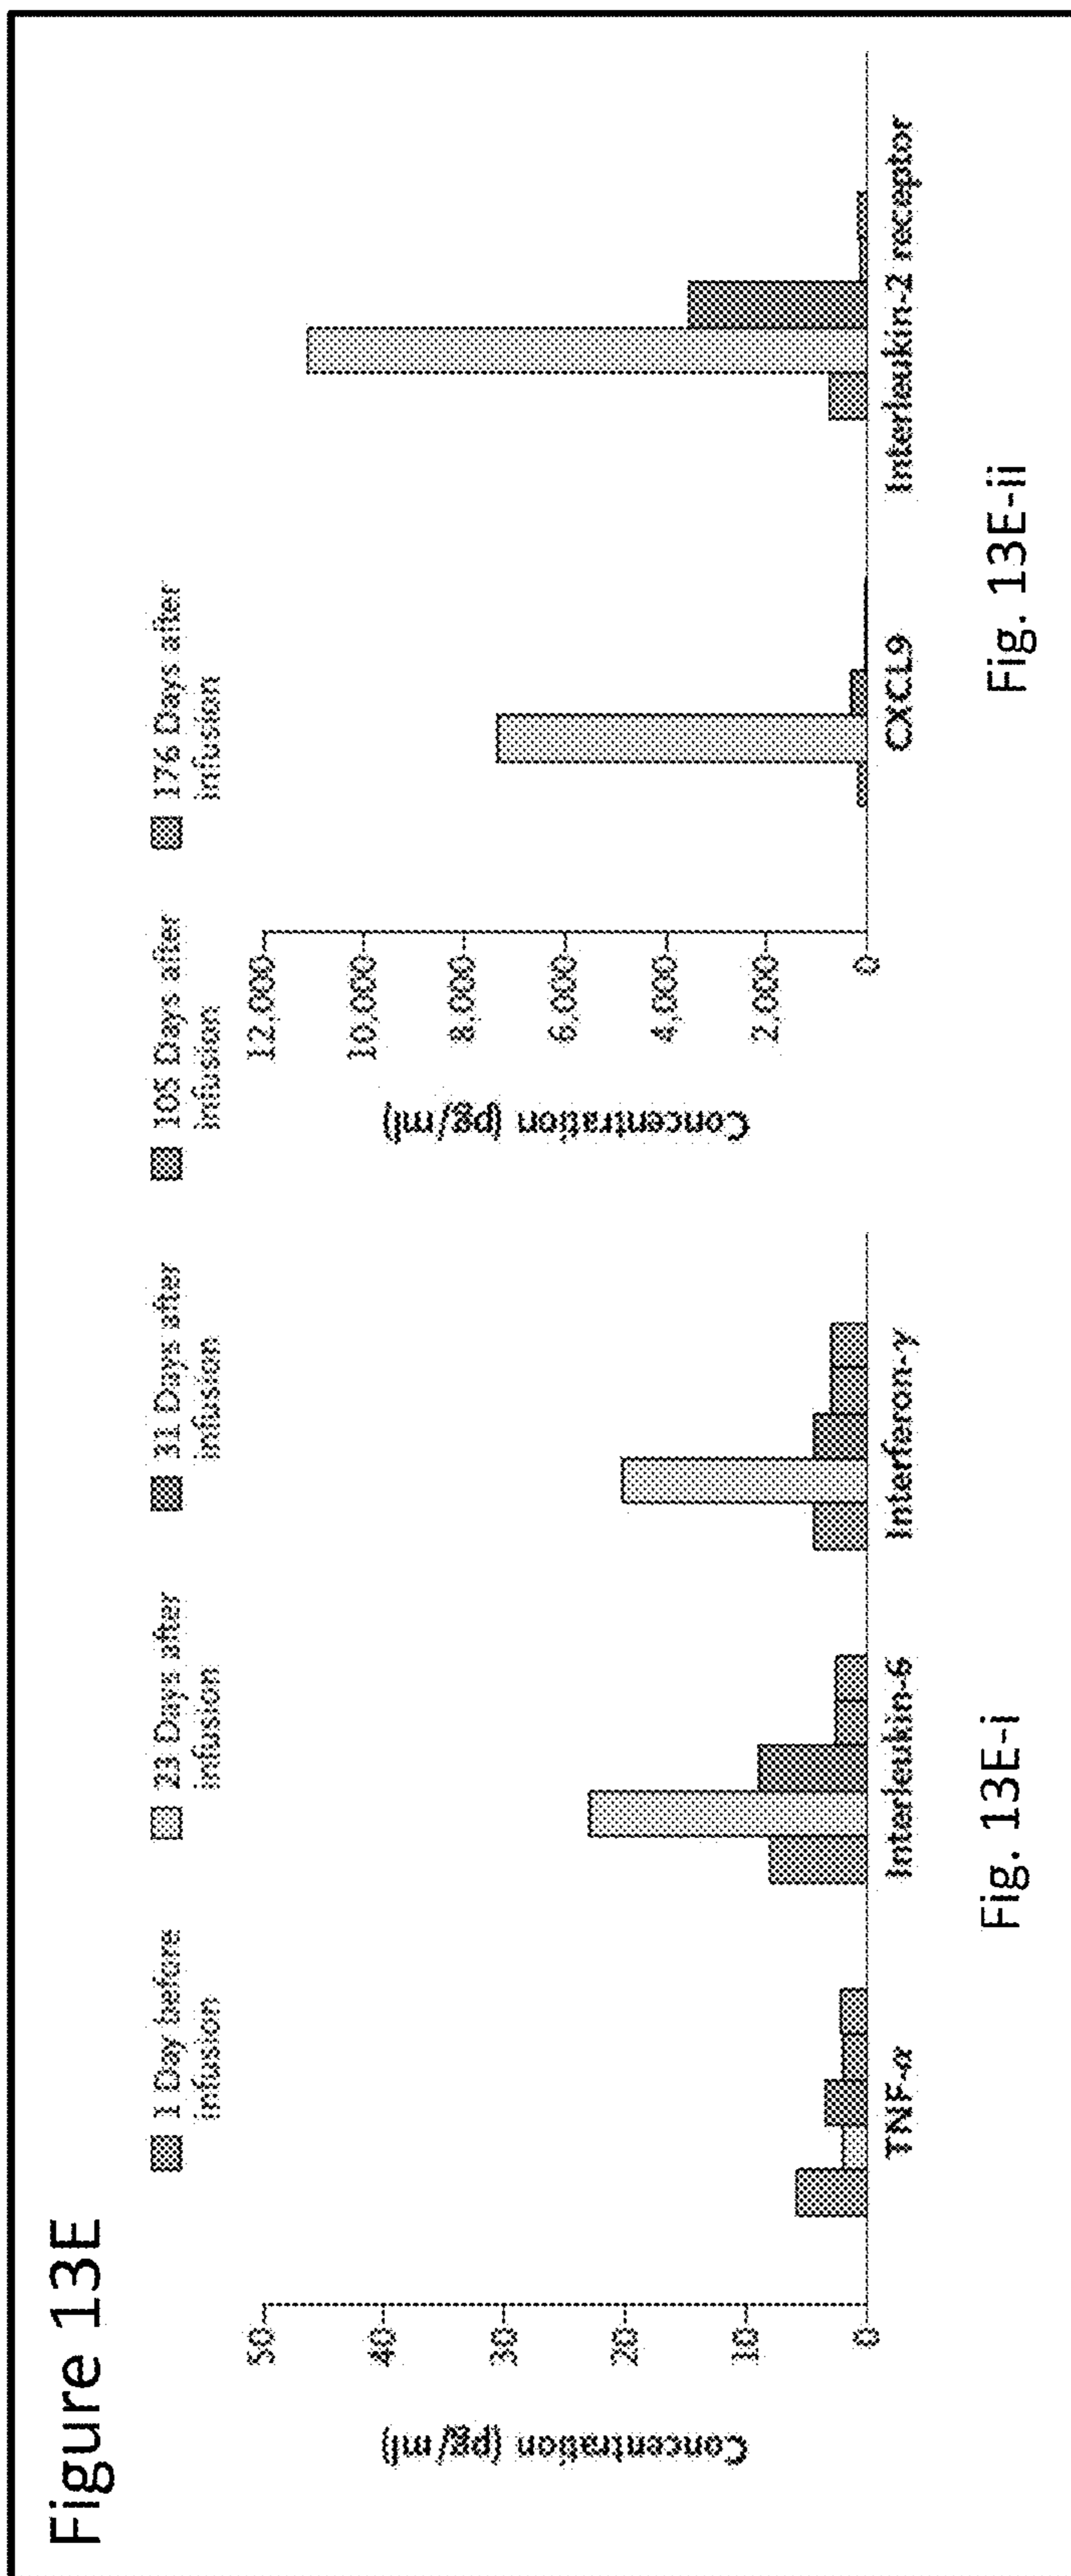 Figure 13E
1 Day before
infusion
23 Days after
infusion
31 Days after
infusion
105 Days after
infusion
176 Days after
infusion
Concentration (pg/ml)
50
40
30
20
10
0
TNF-α
Interleukin-6
Interferon-γ
Fig. 13E-i
Concentration (pg/ml)
12,000
10,000
8,000
6,000
4,000
2,000
0
CXCL9
Interleukin-2 receptor
Fig. 13E-ii